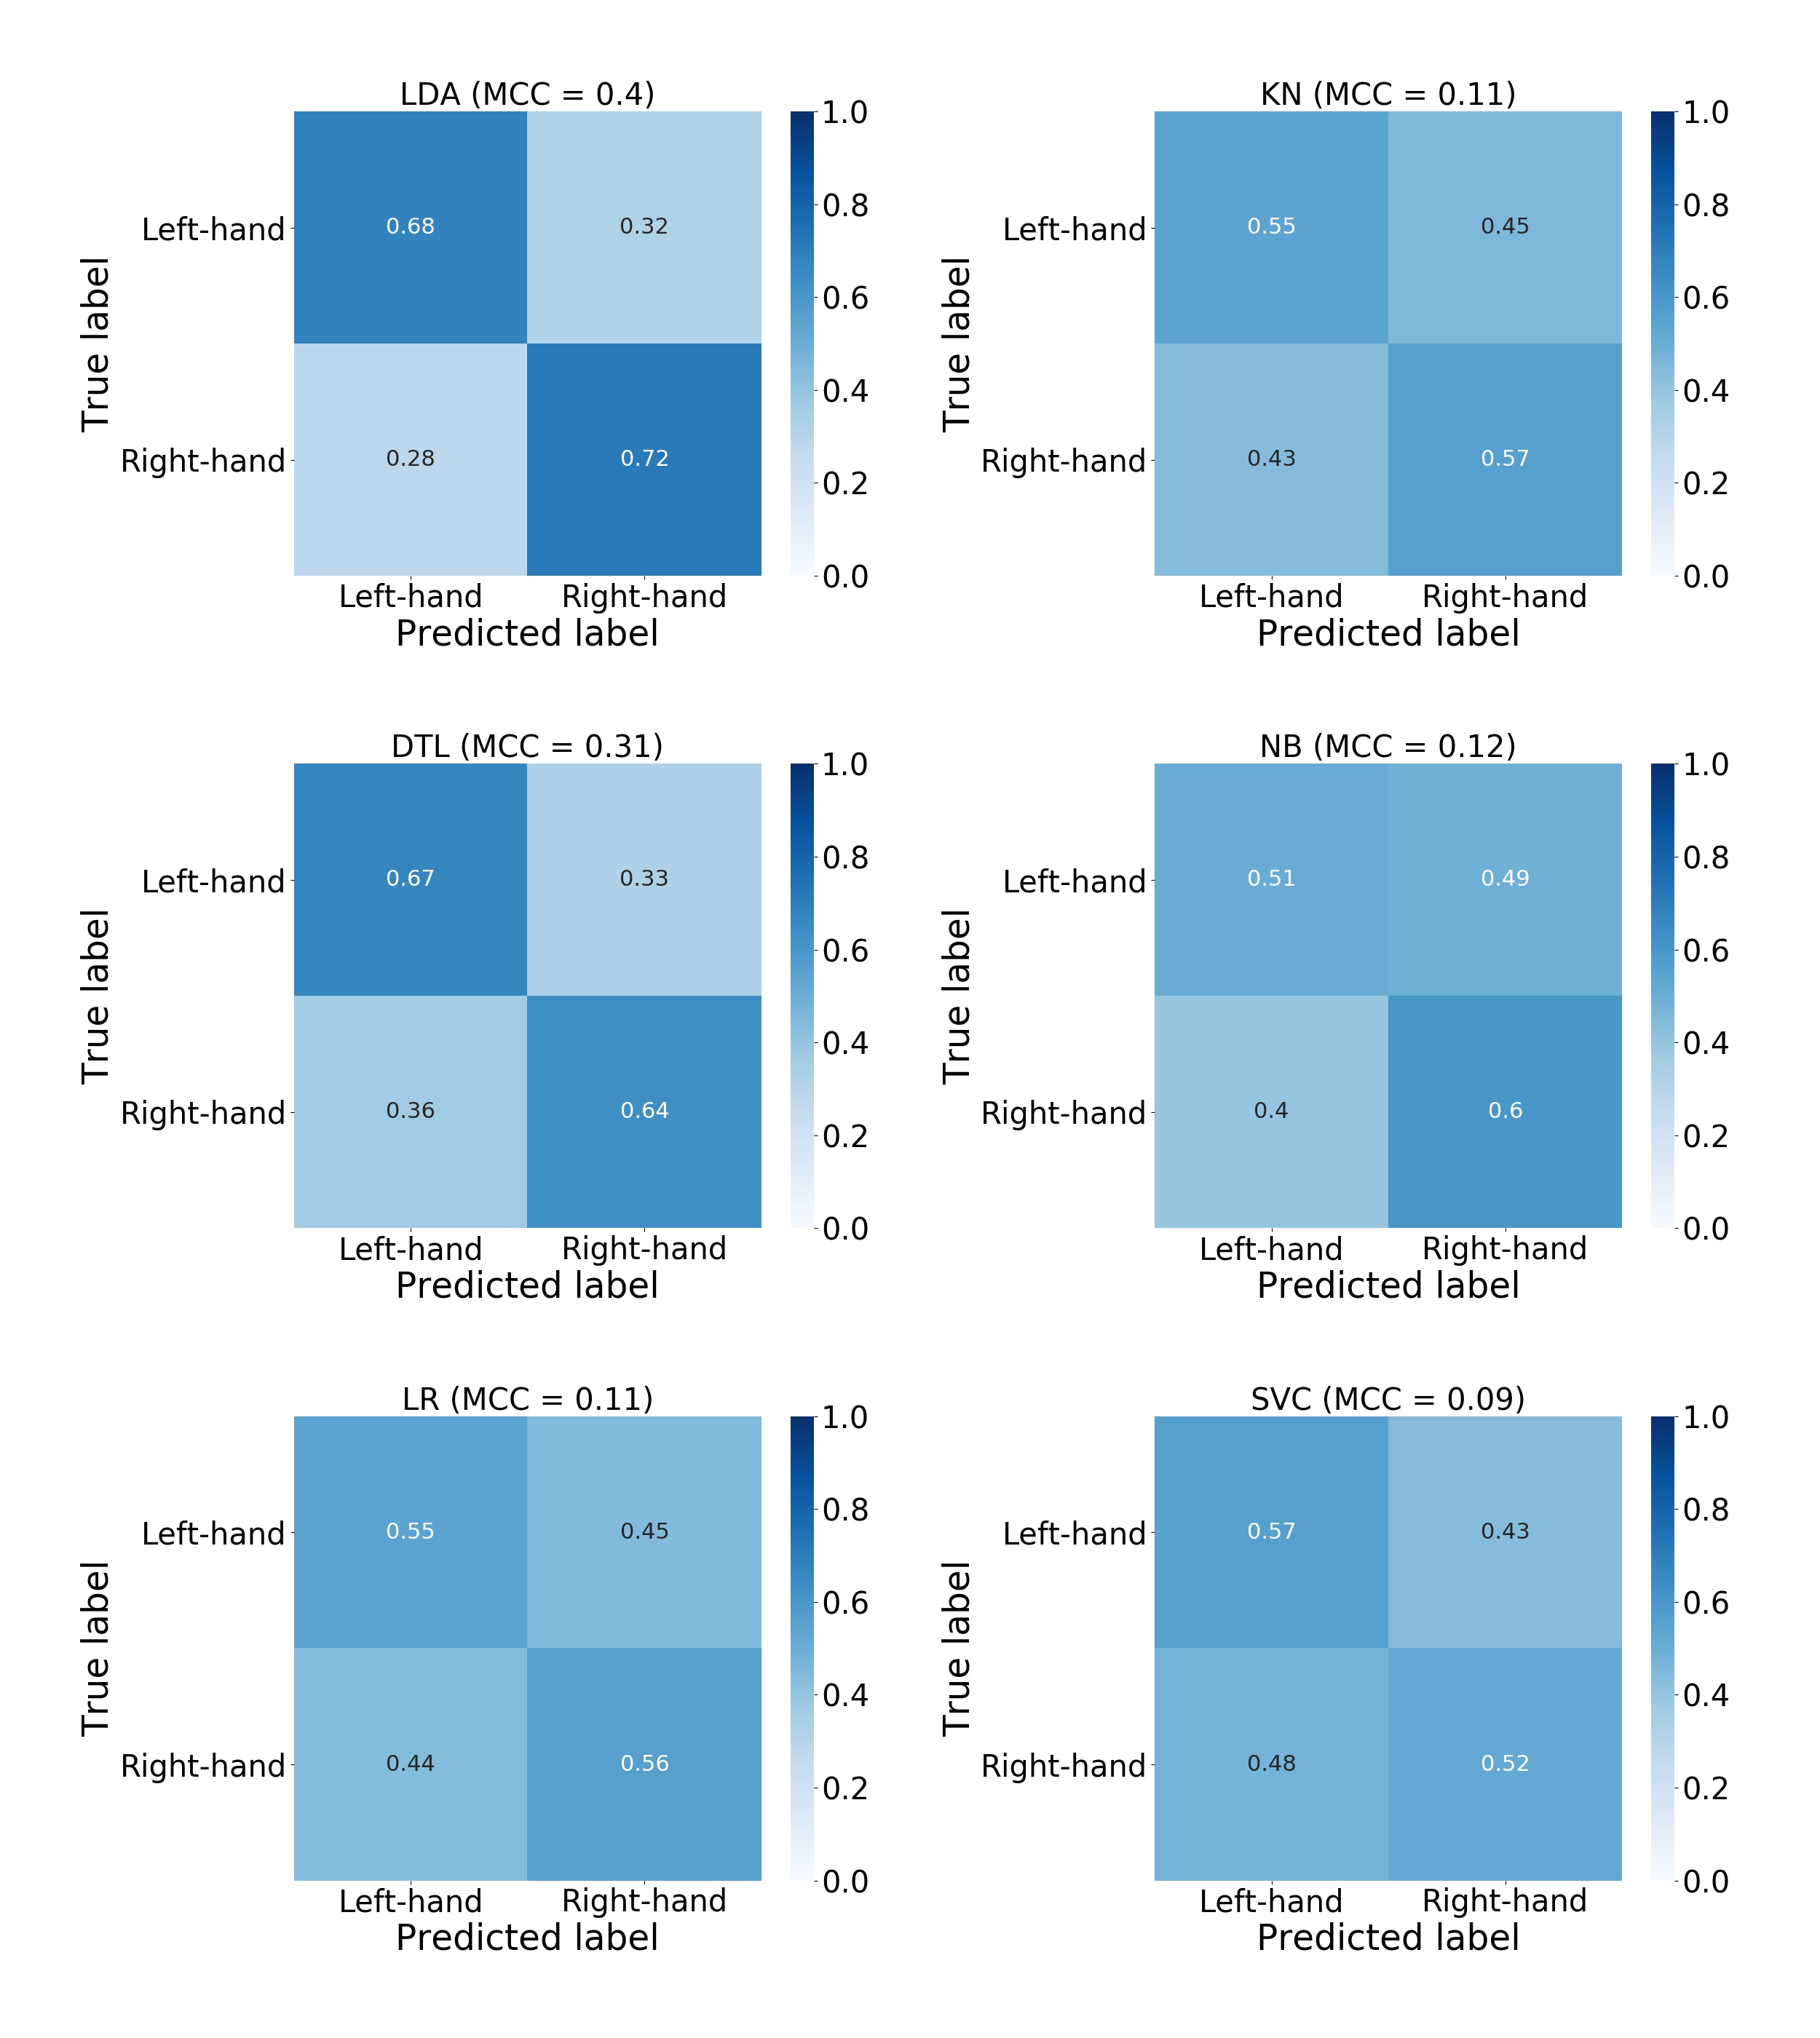 LDA (MCC = 0.4)
True label
Left-hand
0.68
0.32
Right-hand
0.28
0.72
Left-hand
Right-hand
Predicted label
1.0
0.8
0.6
0.4
0.2
0.0
KN (MCC = 0.11)
True label
Left-hand
0.55
0.45
Right-hand
0.43
0.57
Left-hand
Right-hand
Predicted label
1.0
0.8
0.6
0.4
0.2
0.0
DTL (MCC = 0.31)
True label
Left-hand
0.67
0.33
Right-hand
0.36
0.64
Left-hand
Right-hand
Predicted label
1.0
0.8
0.6
0.4
0.2
0.0
NB (MCC = 0.12)
True label
Left-hand
0.51
0.49
Right-hand
0.4
0.6
Left-hand
Right-hand
Predicted label
1.0
0.8
0.6
0.4
0.2
0.0
LR (MCC = 0.11)
True label
Left-hand
0.55
0.45
Right-hand
0.44
0.56
Left-hand
Right-hand
Predicted label
1.0
0.8
0.6
0.4
0.2
0.0
SVC (MCC = 0.09)
True label
Left-hand
0.57
0.43
Right-hand
0.48
0.52
Left-hand
Right-hand
Predicted label
1.0
0.8
0.6
0.4
0.2
0.0